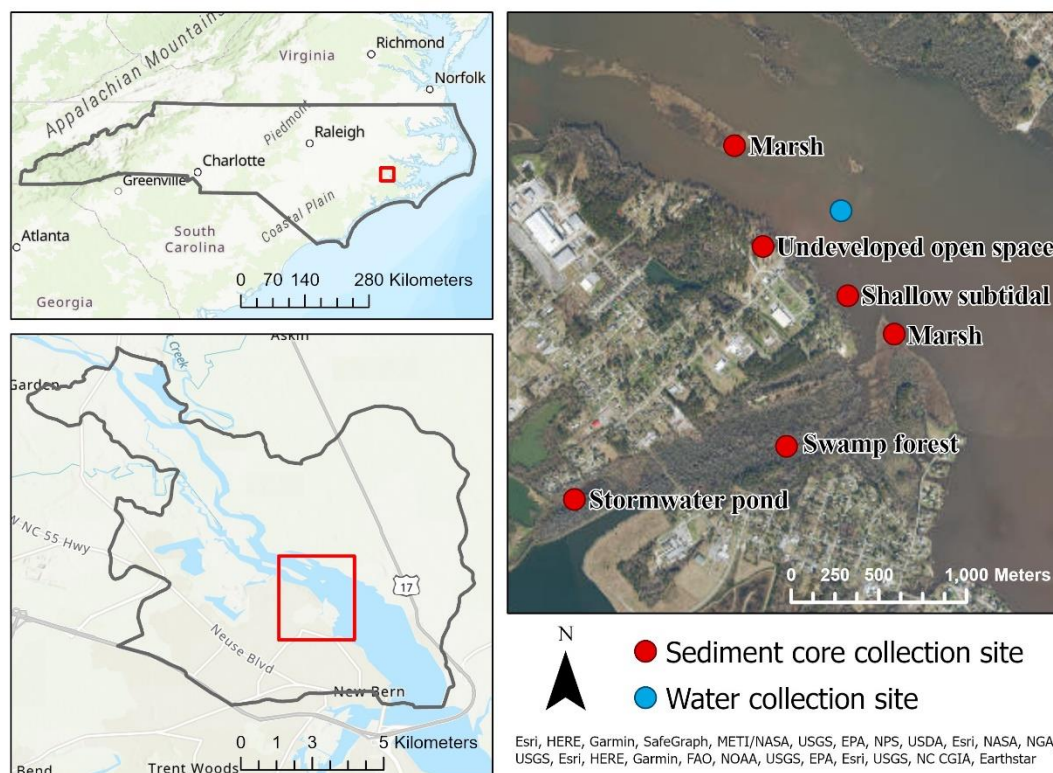 Appalachian Mountains
Virginia
Richmond
Norfolk
Piedmont
Raleigh
Charlotte
Greenville
Coastal Plain
South
Carolina
Atlanta
Georgia
0 70 140 280 Kilometers
Askin
Creek
Garden
W NC 55 Hwy
17
Neuse Blvd
New Bern
0 1 3 5 Kilometers
Trent Woods
Bend
Marsh
Undeveloped open space
Shallow subtidal
Marsh
Swamp forest
Stormwater pond
0 250 500 1,000 Meters
N
Sediment core collection site
Water collection site
Esri, HERE, Garmin, SafeGraph, METI/NASA, USGS, EPA, NPS, USDA, Esri, NASA, NGA,
USGS, Esri, HERE, Garmin, FAO, NOAA, USGS, EPA, Esri, USGS, NC CGIA, Earthstar